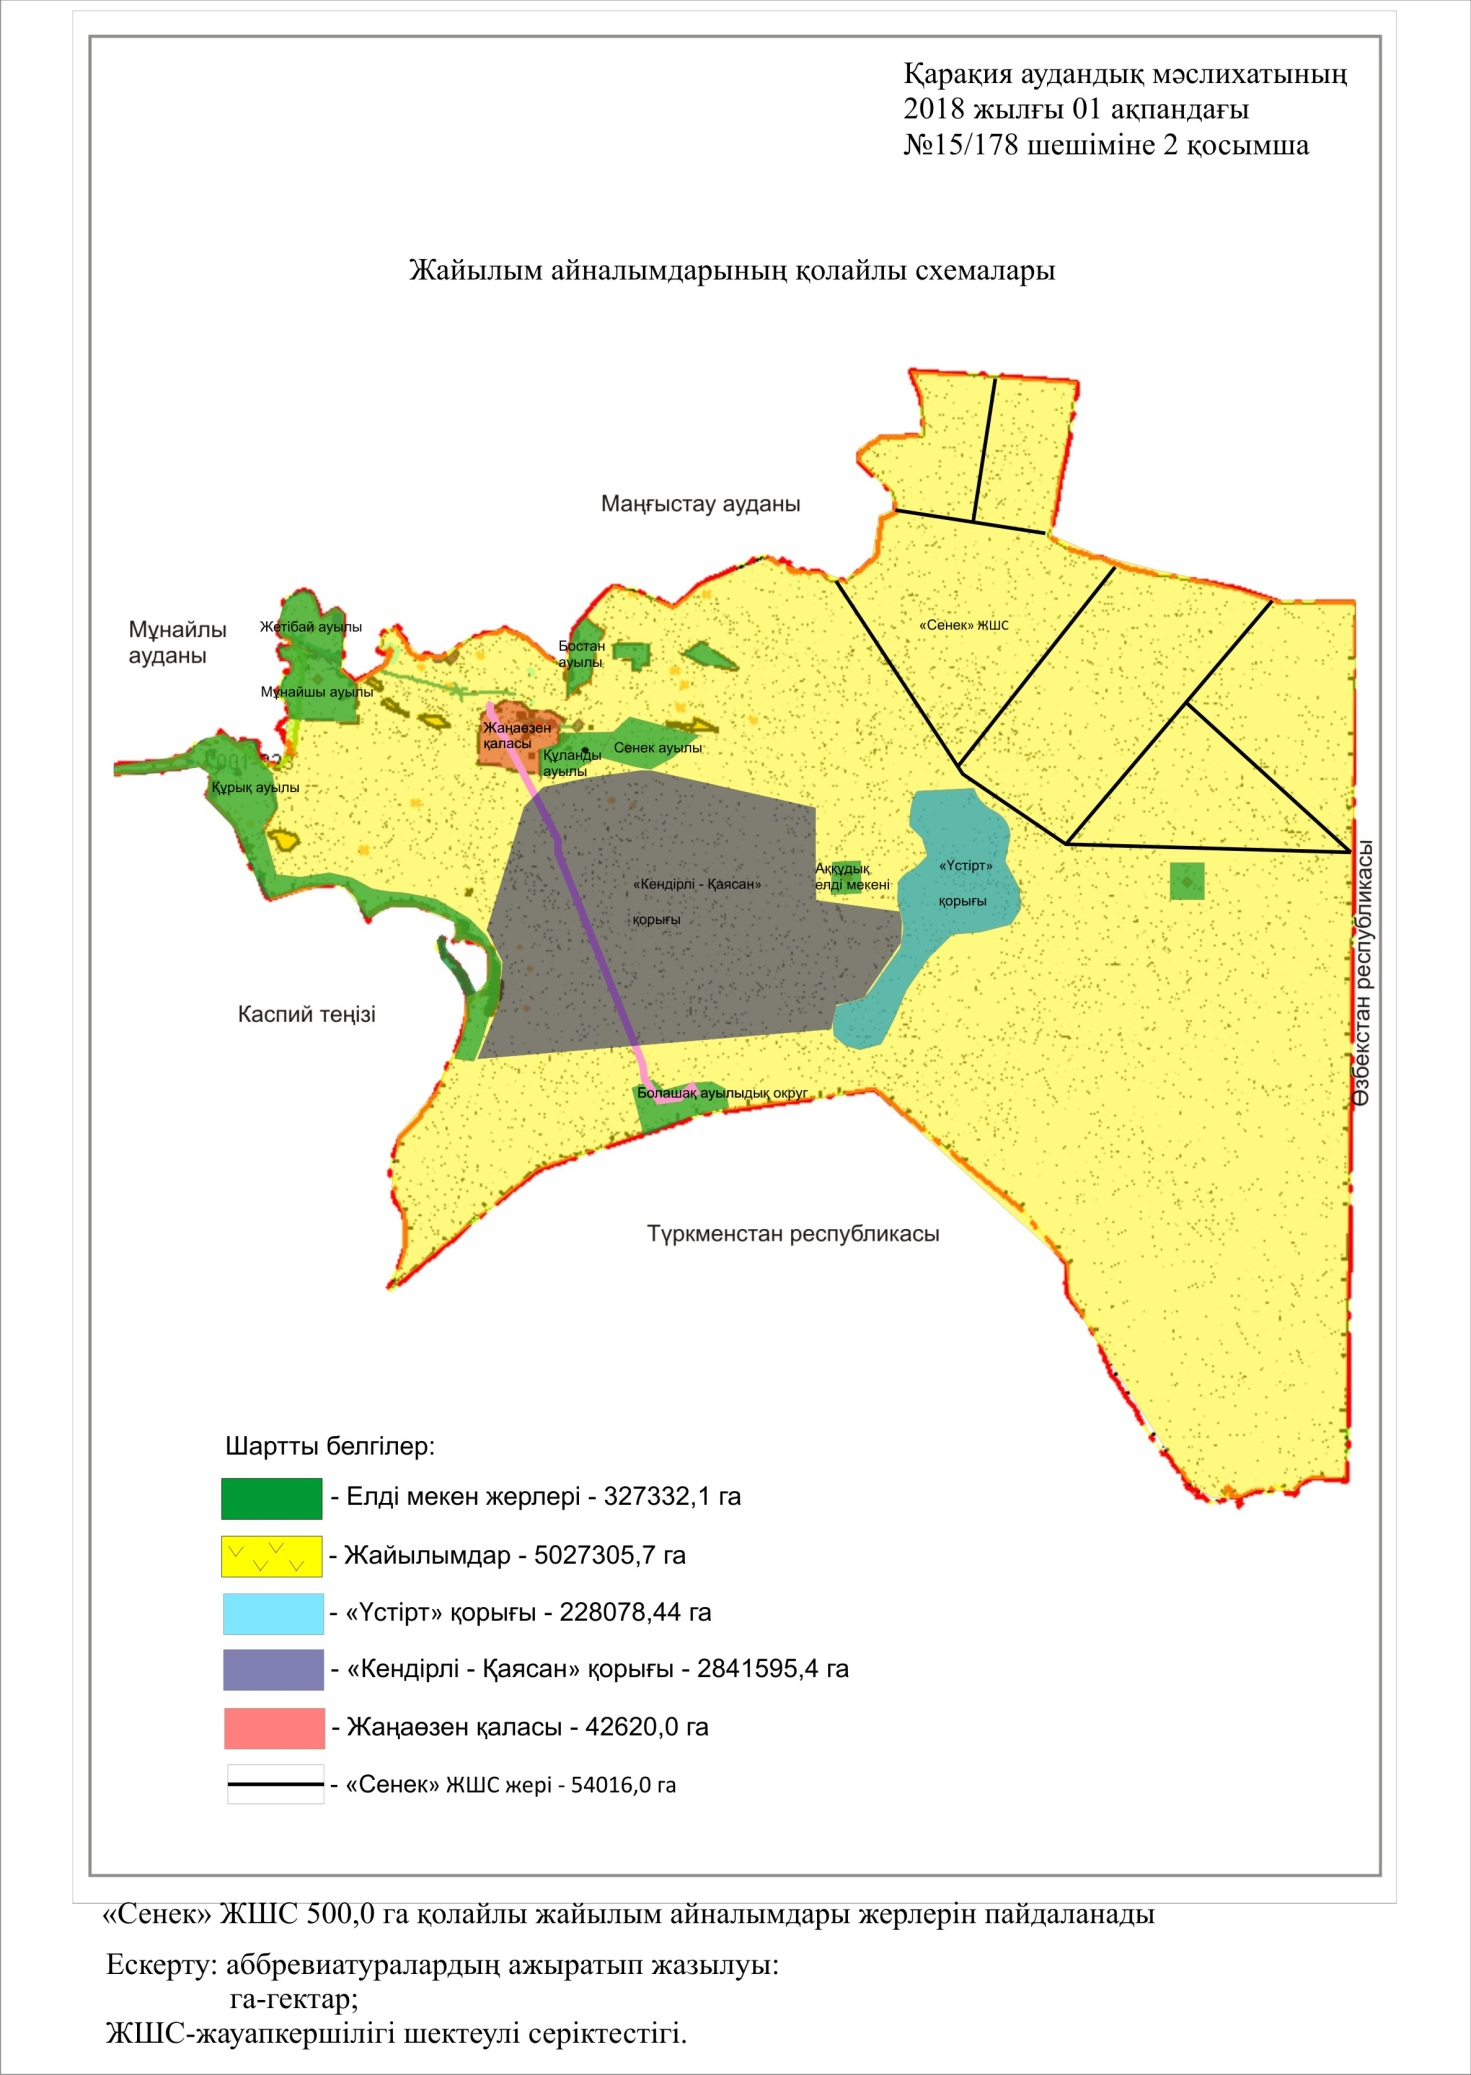 Қарақия аудандық мәслихатының
2018 жылғы 01 ақпандағы
№15/178 шешіміне 2 қосымша
Жайылым айналымдарының қолайлы схемалары
Маңғыстау ауданы
Мұнайлы
ауданы
Жетібай ауылы
«Сенек» ЖШС
Бостан
ауылы
Мұнайшы ауылы
Жаңаөзен
қаласы
Сенек ауылы
Құланды
ауылы
Құрық ауылы
«Үстірт»
қорығы
Аққұдық
елді мекені
«Кендірлі - Қаясан»
қорығы
Өзбекстан республикасы
Каспий теңізі
Болашақ ауылыдық округ
Түркменстан республикасы
Шартты белгілер:
- Елді мекен жерлері - 327332,1 га
- Жайылымдар - 5027305,7 га
- «Үстірт» қорығы - 228078,44 га
- «Кендірлі - Қаясан» қорығы - 2841595,4 га
- Жаңаөзен қаласы - 42620,0 га
- «Сенек» ЖШС жері - 54016,0 га
«Сенек» ЖШС 500,0 га қолайлы жайылым айналымдары жерлерін пайдаланады
Ескерту: аббревиатуралардың ажыратып жазылуы:
га-гектар;
ЖШС-жауапкершілігі шектеулі серіктестігі.